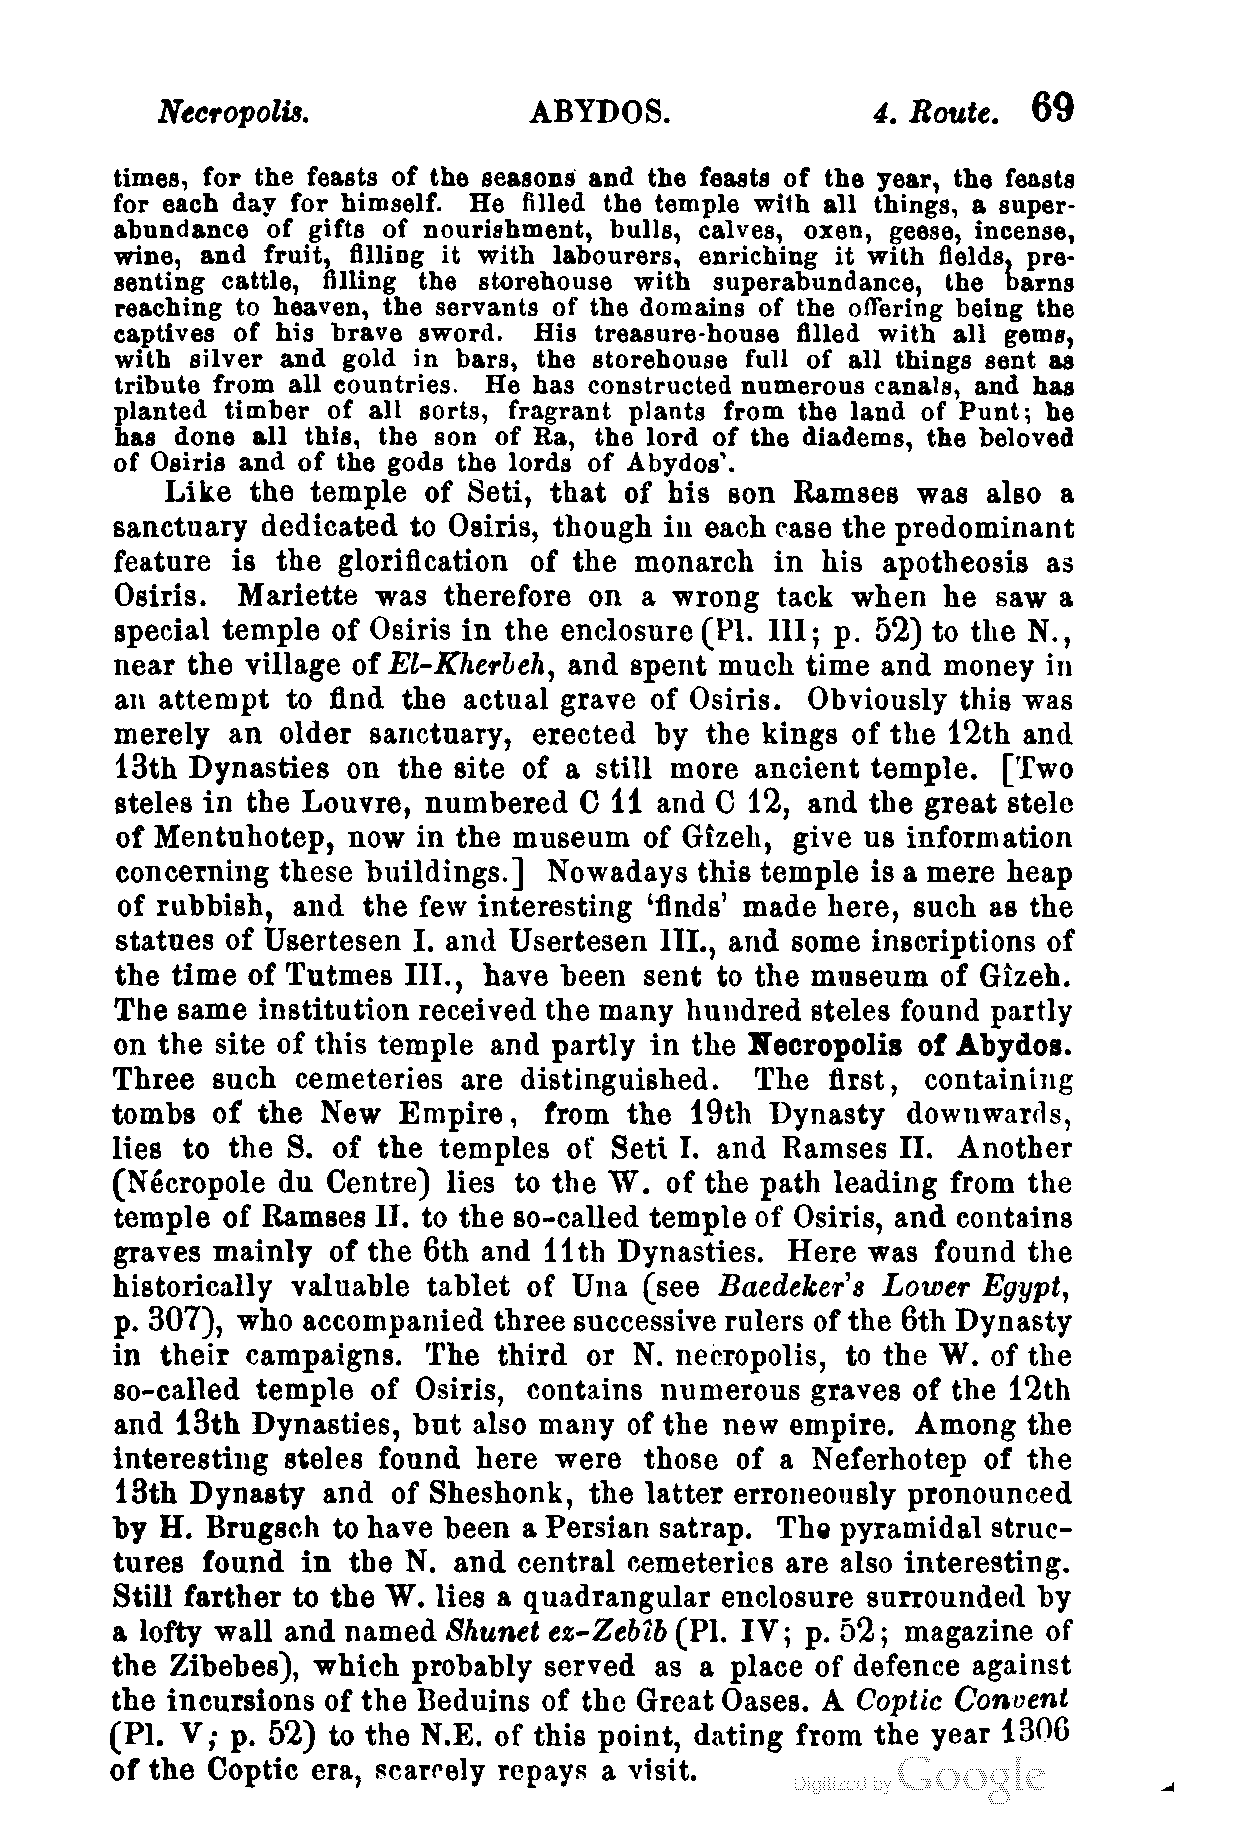 Necropolis. ABYDOS. 4. Route. 69
times, for the feasts of the seasons and the feasts of the year, the feasts
for each day for himself. He filled the temple with all things, a super-
abundance of gifts of nourishment, bulls, calves, oxen, geese, incense,
wine, and fruit, filling it with labourers, enriching it with fields, pre-
senting cattle, filling the storehouse with superabundance, the barns
reaching to heaven, the servants of the domains of the offering being the
captives of his brave sword. His treasure-house filled with all gems,
with silver and gold in bars, the storehouse full of all things sent as
tribute from all countries. He has constructed numerous canals, and has
planted timber of all sorts, fragrant plants from the land of Punt; he
has done all this, the son of Ra, the lord of the diadems, the beloved
of Osiris and of the gods the lords of Abydos'.
Like the temple of Seti, that of his son Ramses was also a
sanctuary dedicated to Osiris, though in each case the predominant
feature is the glorification of the monarch in his apotheosis as
Osiris. Mariette was therefore on a wrong tack when he saw a
special temple of Osiris in the enclosure (Pl. III; p. 52) to the N.,
near the village of El-Kherbeh, and spent much time and money in
an attempt to find the actual grave of Osiris. Obviously this was
merely an older sanctuary, erected by the kings of the 12th and
13th Dynasties on the site of a still more ancient temple. [Two
steles in the Louvre, numbered C 11 and C 12, and the great stele
of Mentuhotep, now in the museum of Gîzeh, give us information
concerning these buildings.] Nowadays this temple is a mere heap
of rubbish, and the few interesting 'finds' made here, such as the
statues of Usertesen I. and Usertesen III., and some inscriptions of
the time of Tutmes III., have been sent to the museum of Gîzeh.
The same institution received the many hundred steles found partly
on the site of this temple and partly in the Necropolis of Abydos.
Three such cemeteries are distinguished. The first, containing
tombs of the New Empire, from the 19th Dynasty downwards,
lies to the S. of the temples of Seti I. and Ramses II. Another
(Nécropole du Centre) lies to the W. of the path leading from the
temple of Ramses II. to the so-called temple of Osiris, and contains
graves mainly of the 6th and 11th Dynasties. Here was found the
historically valuable tablet of Una (see Baedeker's Lower Egypt,
p. 307), who accompanied three successive rulers of the 6th Dynasty
in their campaigns. The third or N. necropolis, to the W. of the
so-called temple of Osiris, contains numerous graves of the 12th
and 13th Dynasties, but also many of the new empire. Among the
interesting steles found here were those of a Neferhotep of the
13th Dynasty and of Sheshonk, the latter erroneously pronounced
by H. Brugsch to have been a Persian satrap. The pyramidal struc-
tures found in the N. and central cemeteries are also interesting.
Still farther to the W. lies a quadrangular enclosure surrounded by
a lofty wall and named Shunet ez-Zebîb (Pl. IV; p. 52; magazine of
the Zibebes), which probably served as a place of defence against
the incursions of the Beduins of the Great Oases. A Coptic Convent
(Pl. V; p. 52) to the N.E. of this point, dating from the year 1306
of the Coptic era, scarcely repays a visit.
Digitized by Google